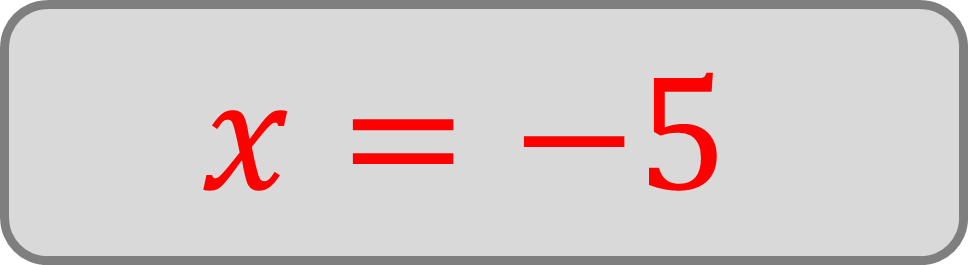 x = −5